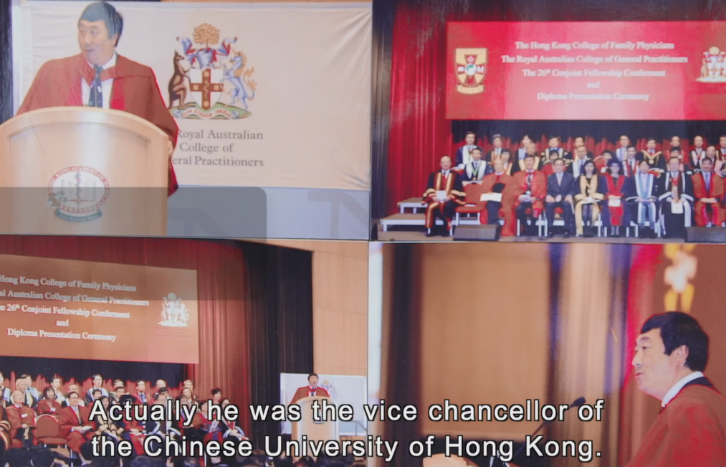 Royal Australian
College of
eral Practitioners
The Hong Kong College of Family Physicians
The Royal Australian College of General Practitioners
The 26th Conjoint Fellowship Conferment
and
Diploma Presentation Ceremony
Hong Kong College of Family Physicians
al Australian College of General Practitioners
he 26th Conjoint Fellowship Conferment
and
Diploma Presentation Ceremony
Actually he was the vice chancellor of
the Chinese University of Hong Kong.